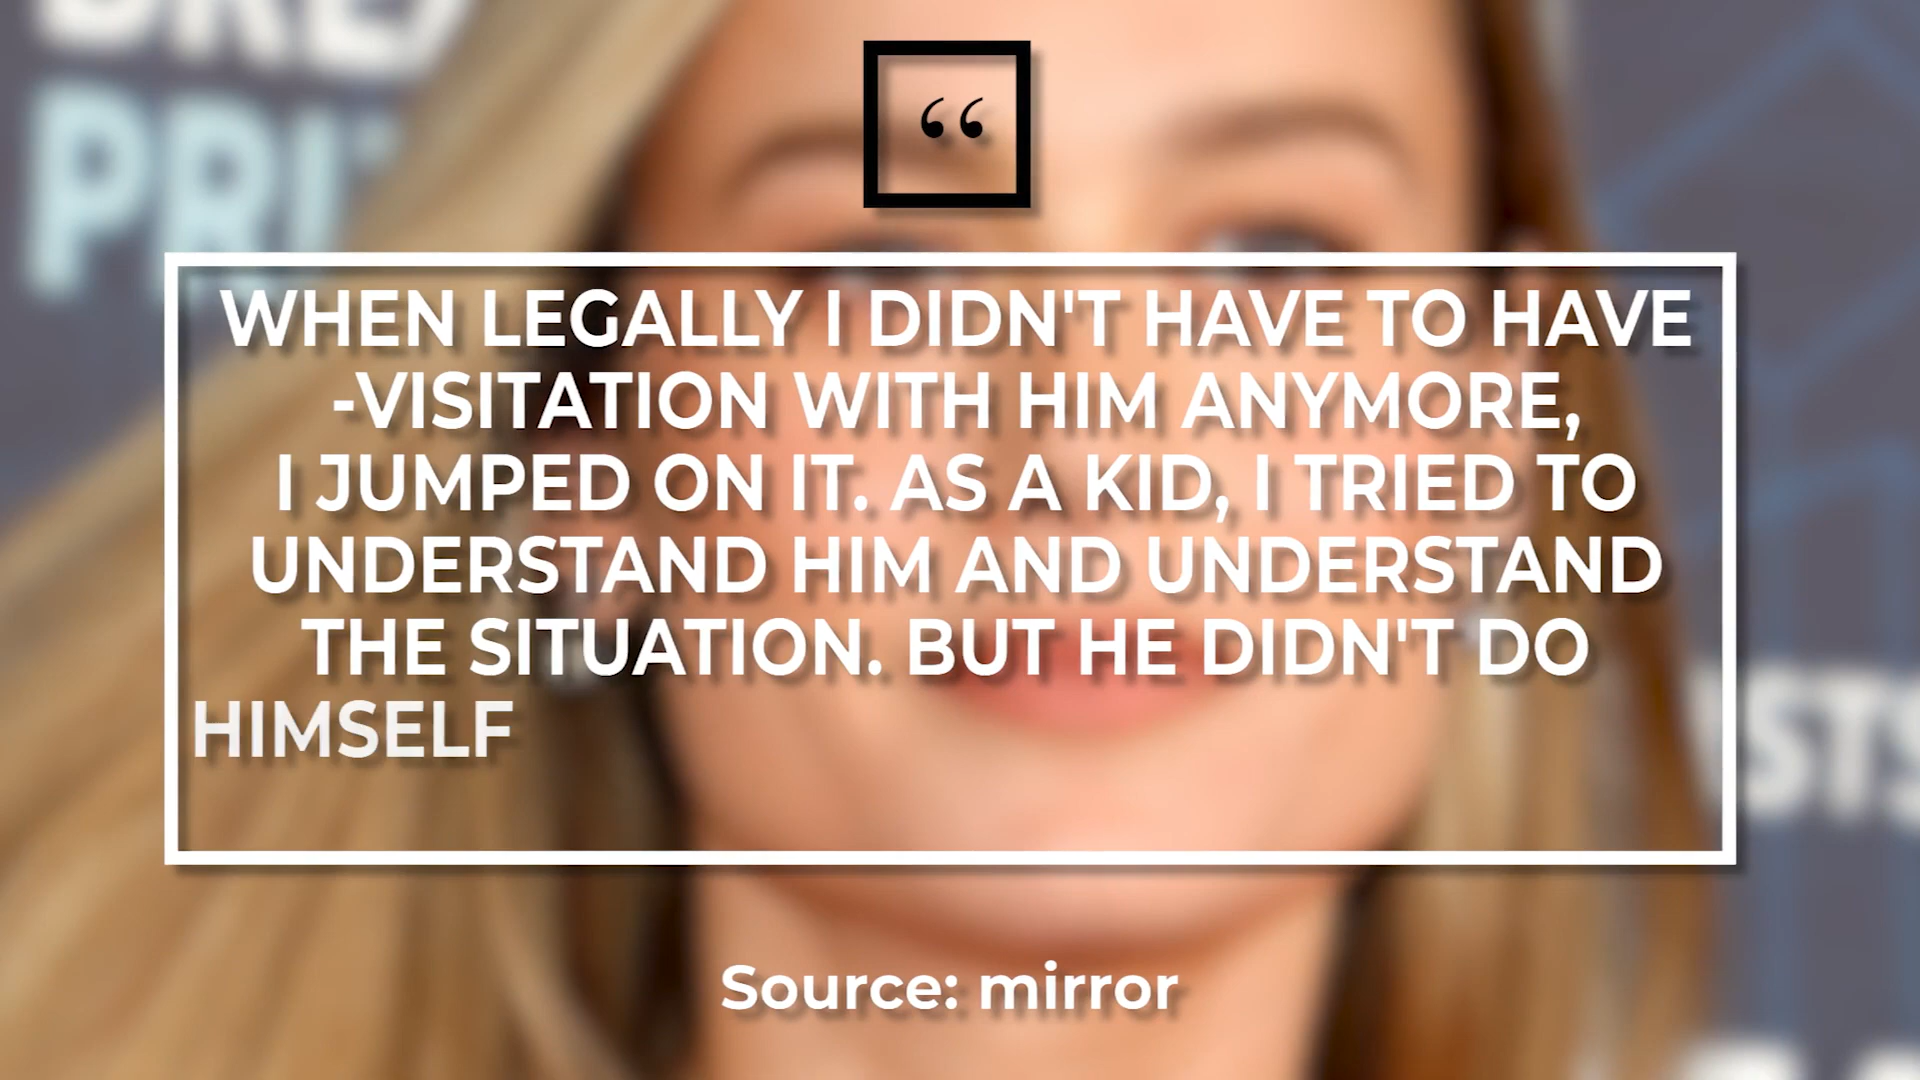 “
WHEN LEGALLY I DIDN'T HAVE TO HAVE
-VISITATION WITH HIM ANYMORE,
I JUMPED ON IT. AS A KID, I TRIED TO
UNDERSTAND HIM AND UNDERSTAND
THE SITUATION. BUT HE DIDN'T DO
HIMSELF
Source: mirror